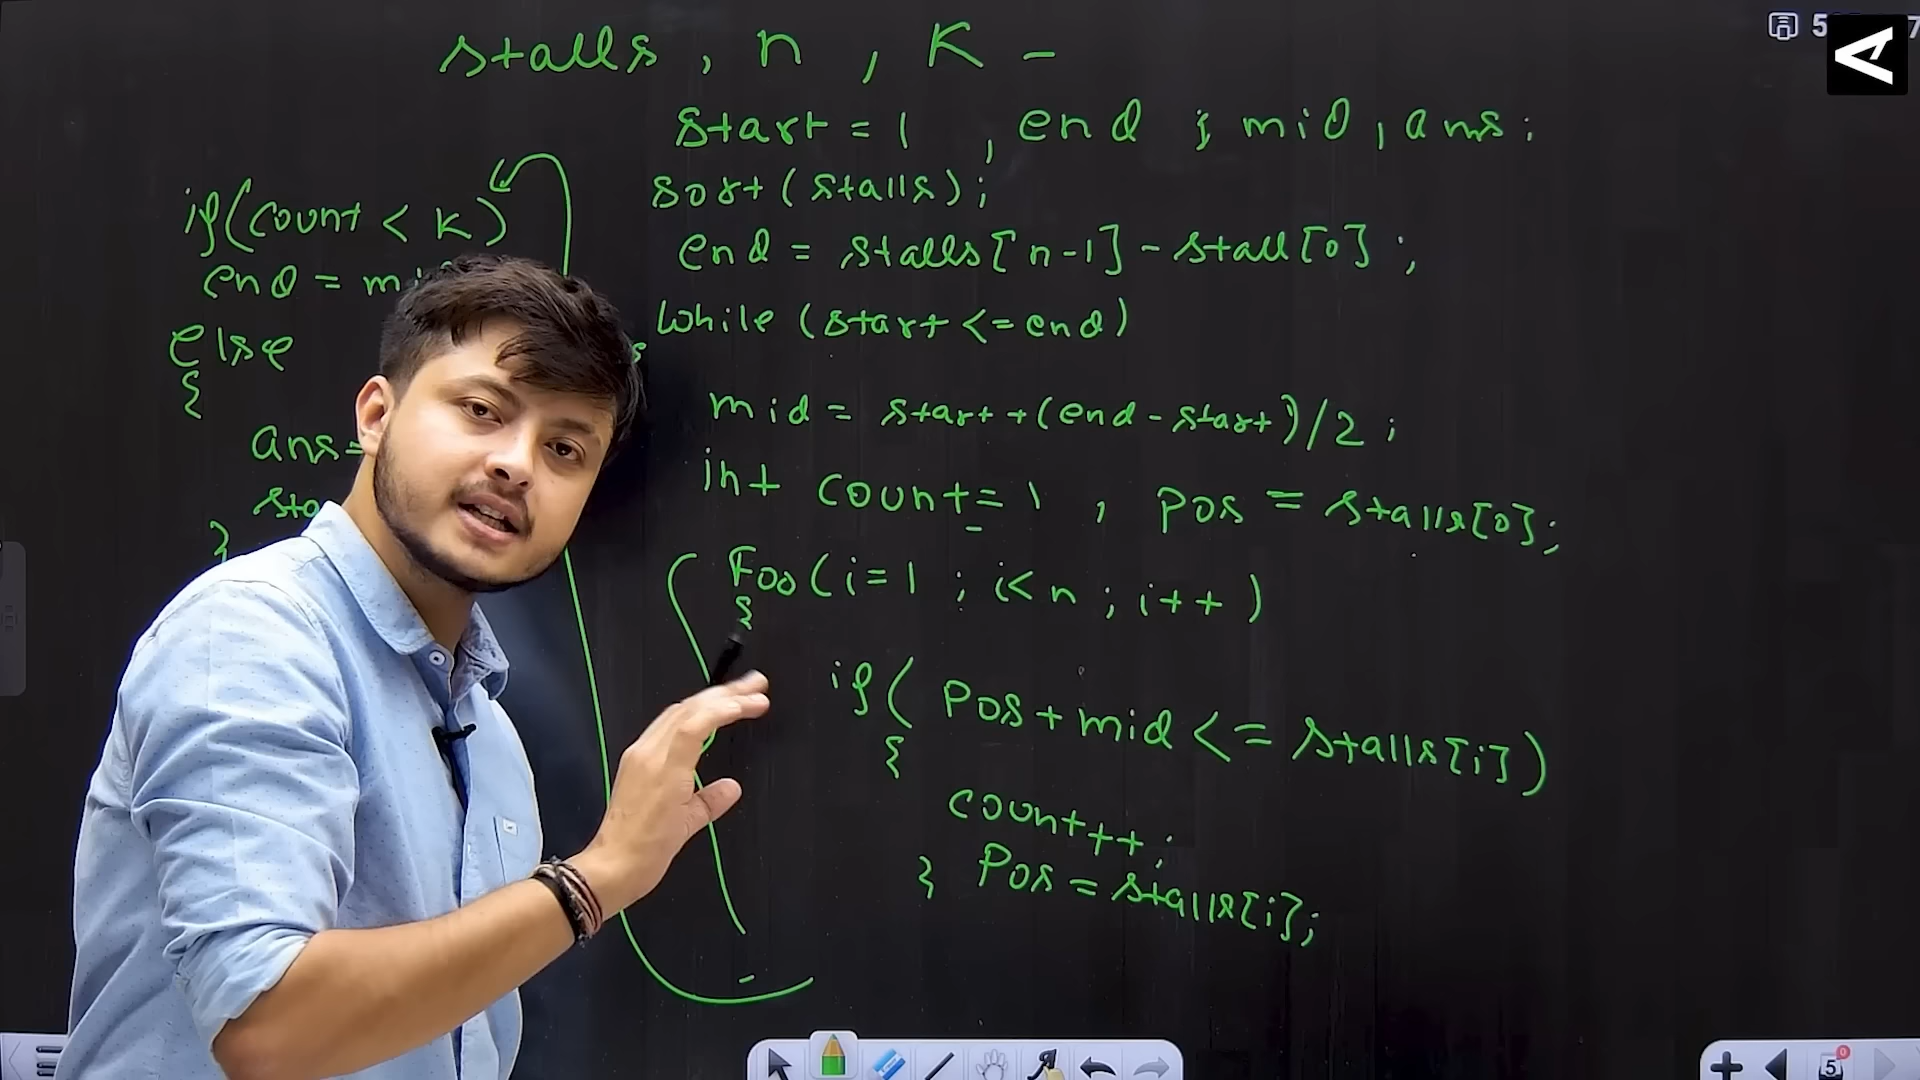 stalls, n, K -
start = 1, end ; mid, ans;
sort(stalls);
end = stalls[n-1] - stall[0];
while (start <= end)
mid = start + (end - start)/2;
int count = 1, pos = stalls[0];
For(i=1 ; i<n ; i++)
{
if( pos + mid <= stalls[i])
{
count++;
} pos = stalls[i];
if(count < K)
end =
else
{
ans=
}
5